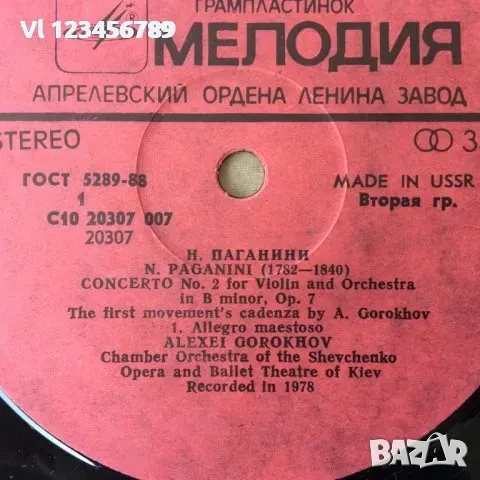 Vl 123456789
ГРАМПЛАСТИНОК
МЕЛОДИЯ
АПРЕЛЕВСКИЙ ОРДЕНА ЛЕНИНА ЗАВОД
STEREO
ГОСТ 5289-88
1
С10 20307 007
20307
MADE IN USSR
Вторая гр.
Н. ПАГАНИНИ
N. PAGANINI (1782—1840)
CONCERTO No. 2 for Violin and Orchestra
in B minor, Op. 7
The first movement's cadenza by A. Gorokhov
1. Allegro maestoso
ALEXEI GOROKHOV
Chamber Orchestra of the Shevchenko
Opera and Ballet Theatre of Kiev
Recorded in 1978
BAZAR